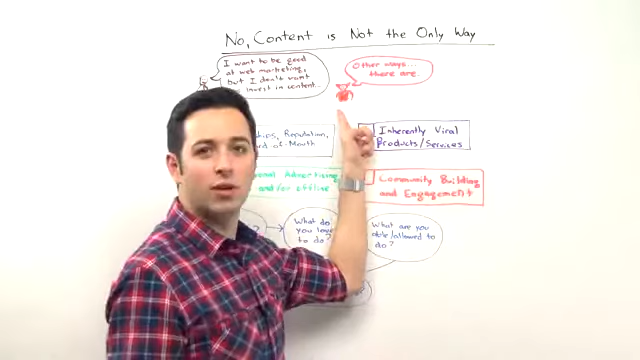 No, Content is Not the Only Way
I want to be good
at web marketing,
but I don't want
invest in content...
Other ways...
there are.
Reputation,
of-Mouth
Inherently Viral
Products/Services
Advertising
and/or offline
Community Building
and Engagement
?
What do
you love
to do?
What are you
able/allowed to
do?